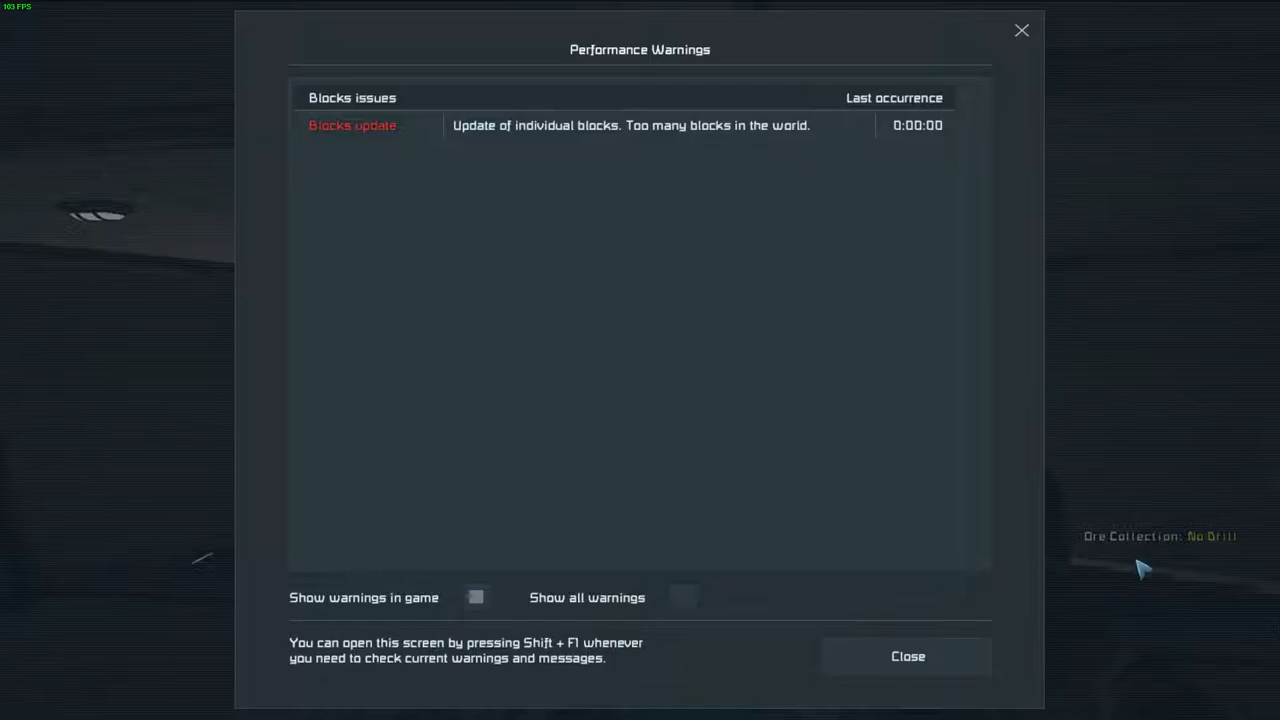 103 FPS
Performance Warnings
Blocks issues Last occurrence
Blocks update Update of individual blocks. Too many blocks in the world. 0:00:00
Ore Collection: No Drill
Show warnings in game Show all warnings
You can open this screen by pressing Shift + F1 whenever
you need to check current warnings and messages.
Close